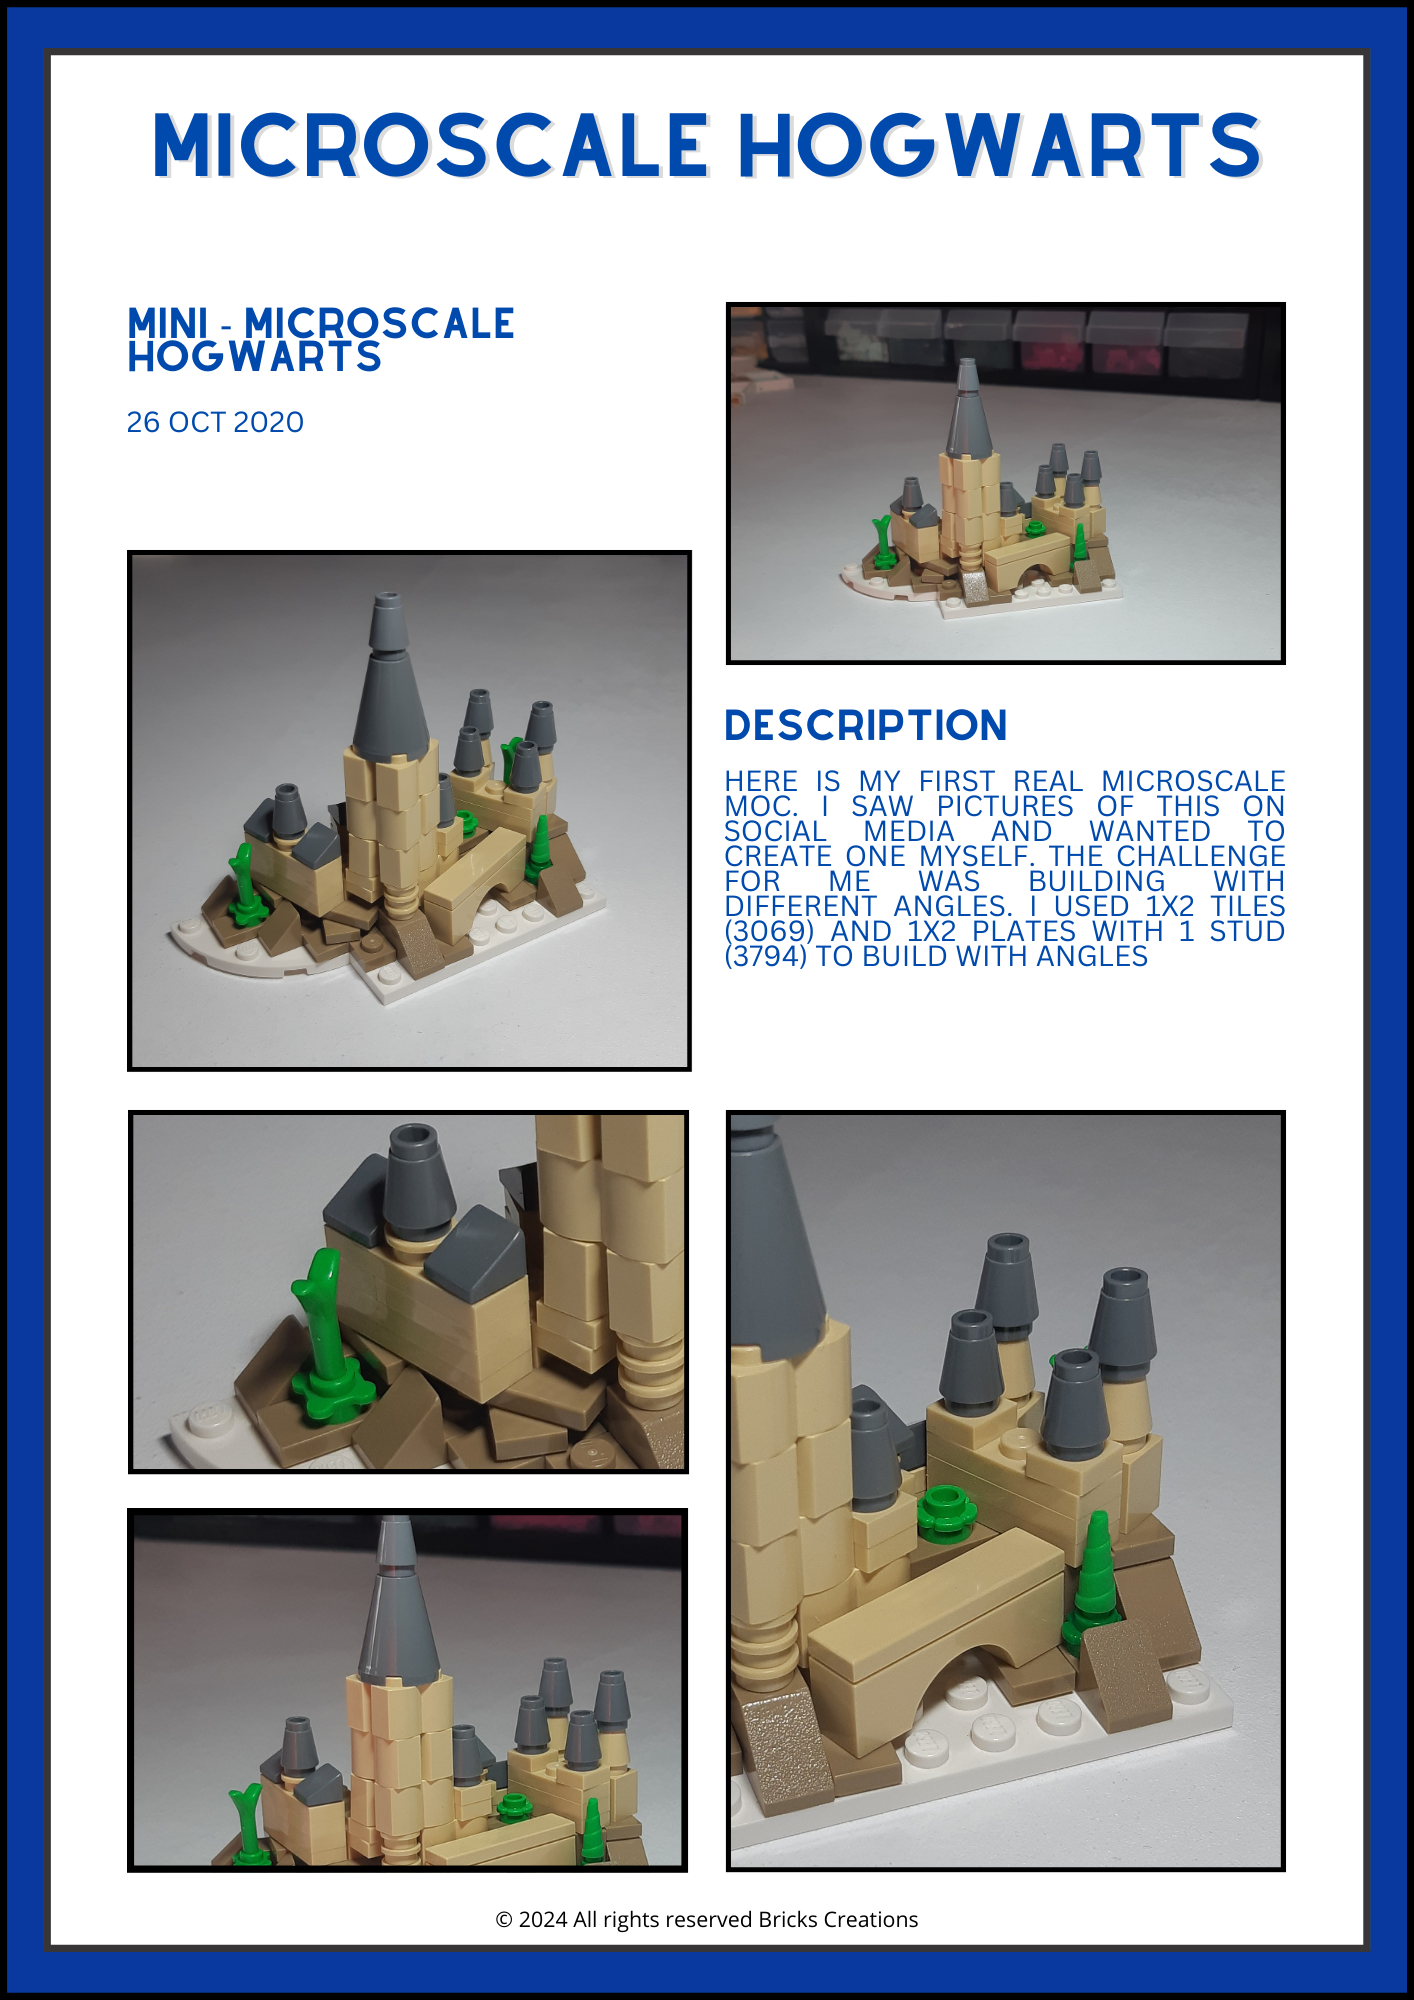 MICROSCALE HOGWARTS
MINI - MICROSCALE
HOGWARTS
26 OCT 2020
DESCRIPTION
HERE IS MY FIRST REAL MICROSCALE
MOC. I SAW PICTURES OF THIS ON
SOCIAL MEDIA AND WANTED TO
CREATE ONE MYSELF. THE CHALLENGE
FOR ME WAS BUILDING WITH
DIFFERENT ANGLES. I USED 1X2 TILES
(3069) AND 1X2 PLATES WITH 1 STUD
(3794) TO BUILD WITH ANGLES
© 2024 All rights reserved Bricks Creations